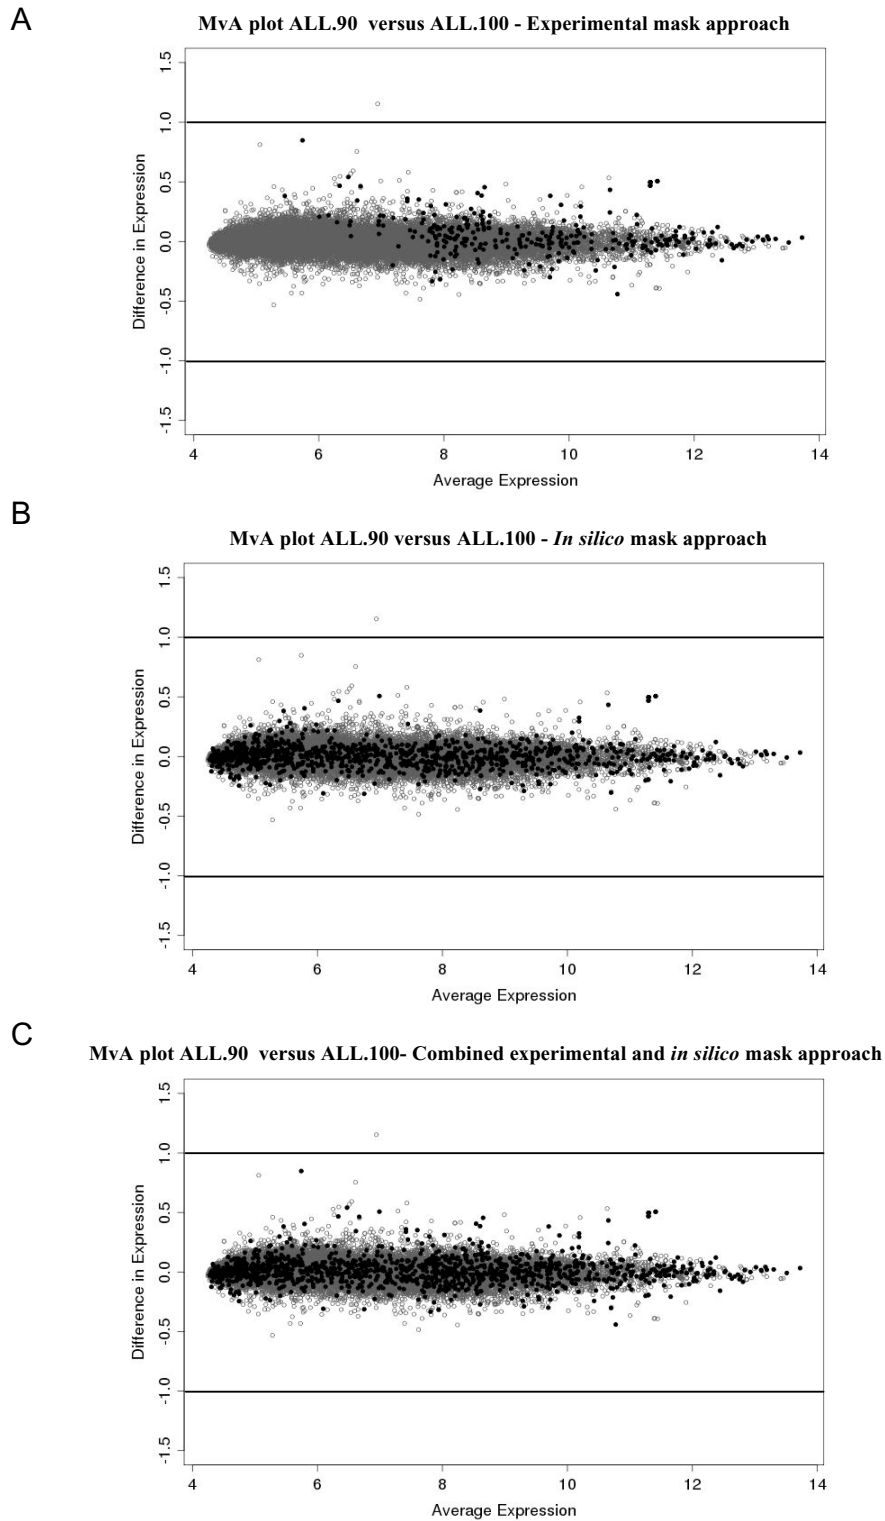 A
MvA plot ALL.90 versus ALL.100 - Experimental mask approach
1.5
1.0
0.5
0.0
-0.5
-1.0
-1.5
Difference in Expression
4 6 8 10 12 14
Average Expression
B
MvA plot ALL.90 versus ALL.100 - In silico mask approach
1.5
1.0
0.5
0.0
-0.5
-1.0
-1.5
Difference in Expression
4 6 8 10 12 14
Average Expression
C
MvA plot ALL.90 versus ALL.100- Combined experimental and in silico mask approach
1.5
1.0
0.5
0.0
-0.5
-1.0
-1.5
Difference in Expression
4 6 8 10 12 14
Average Expression